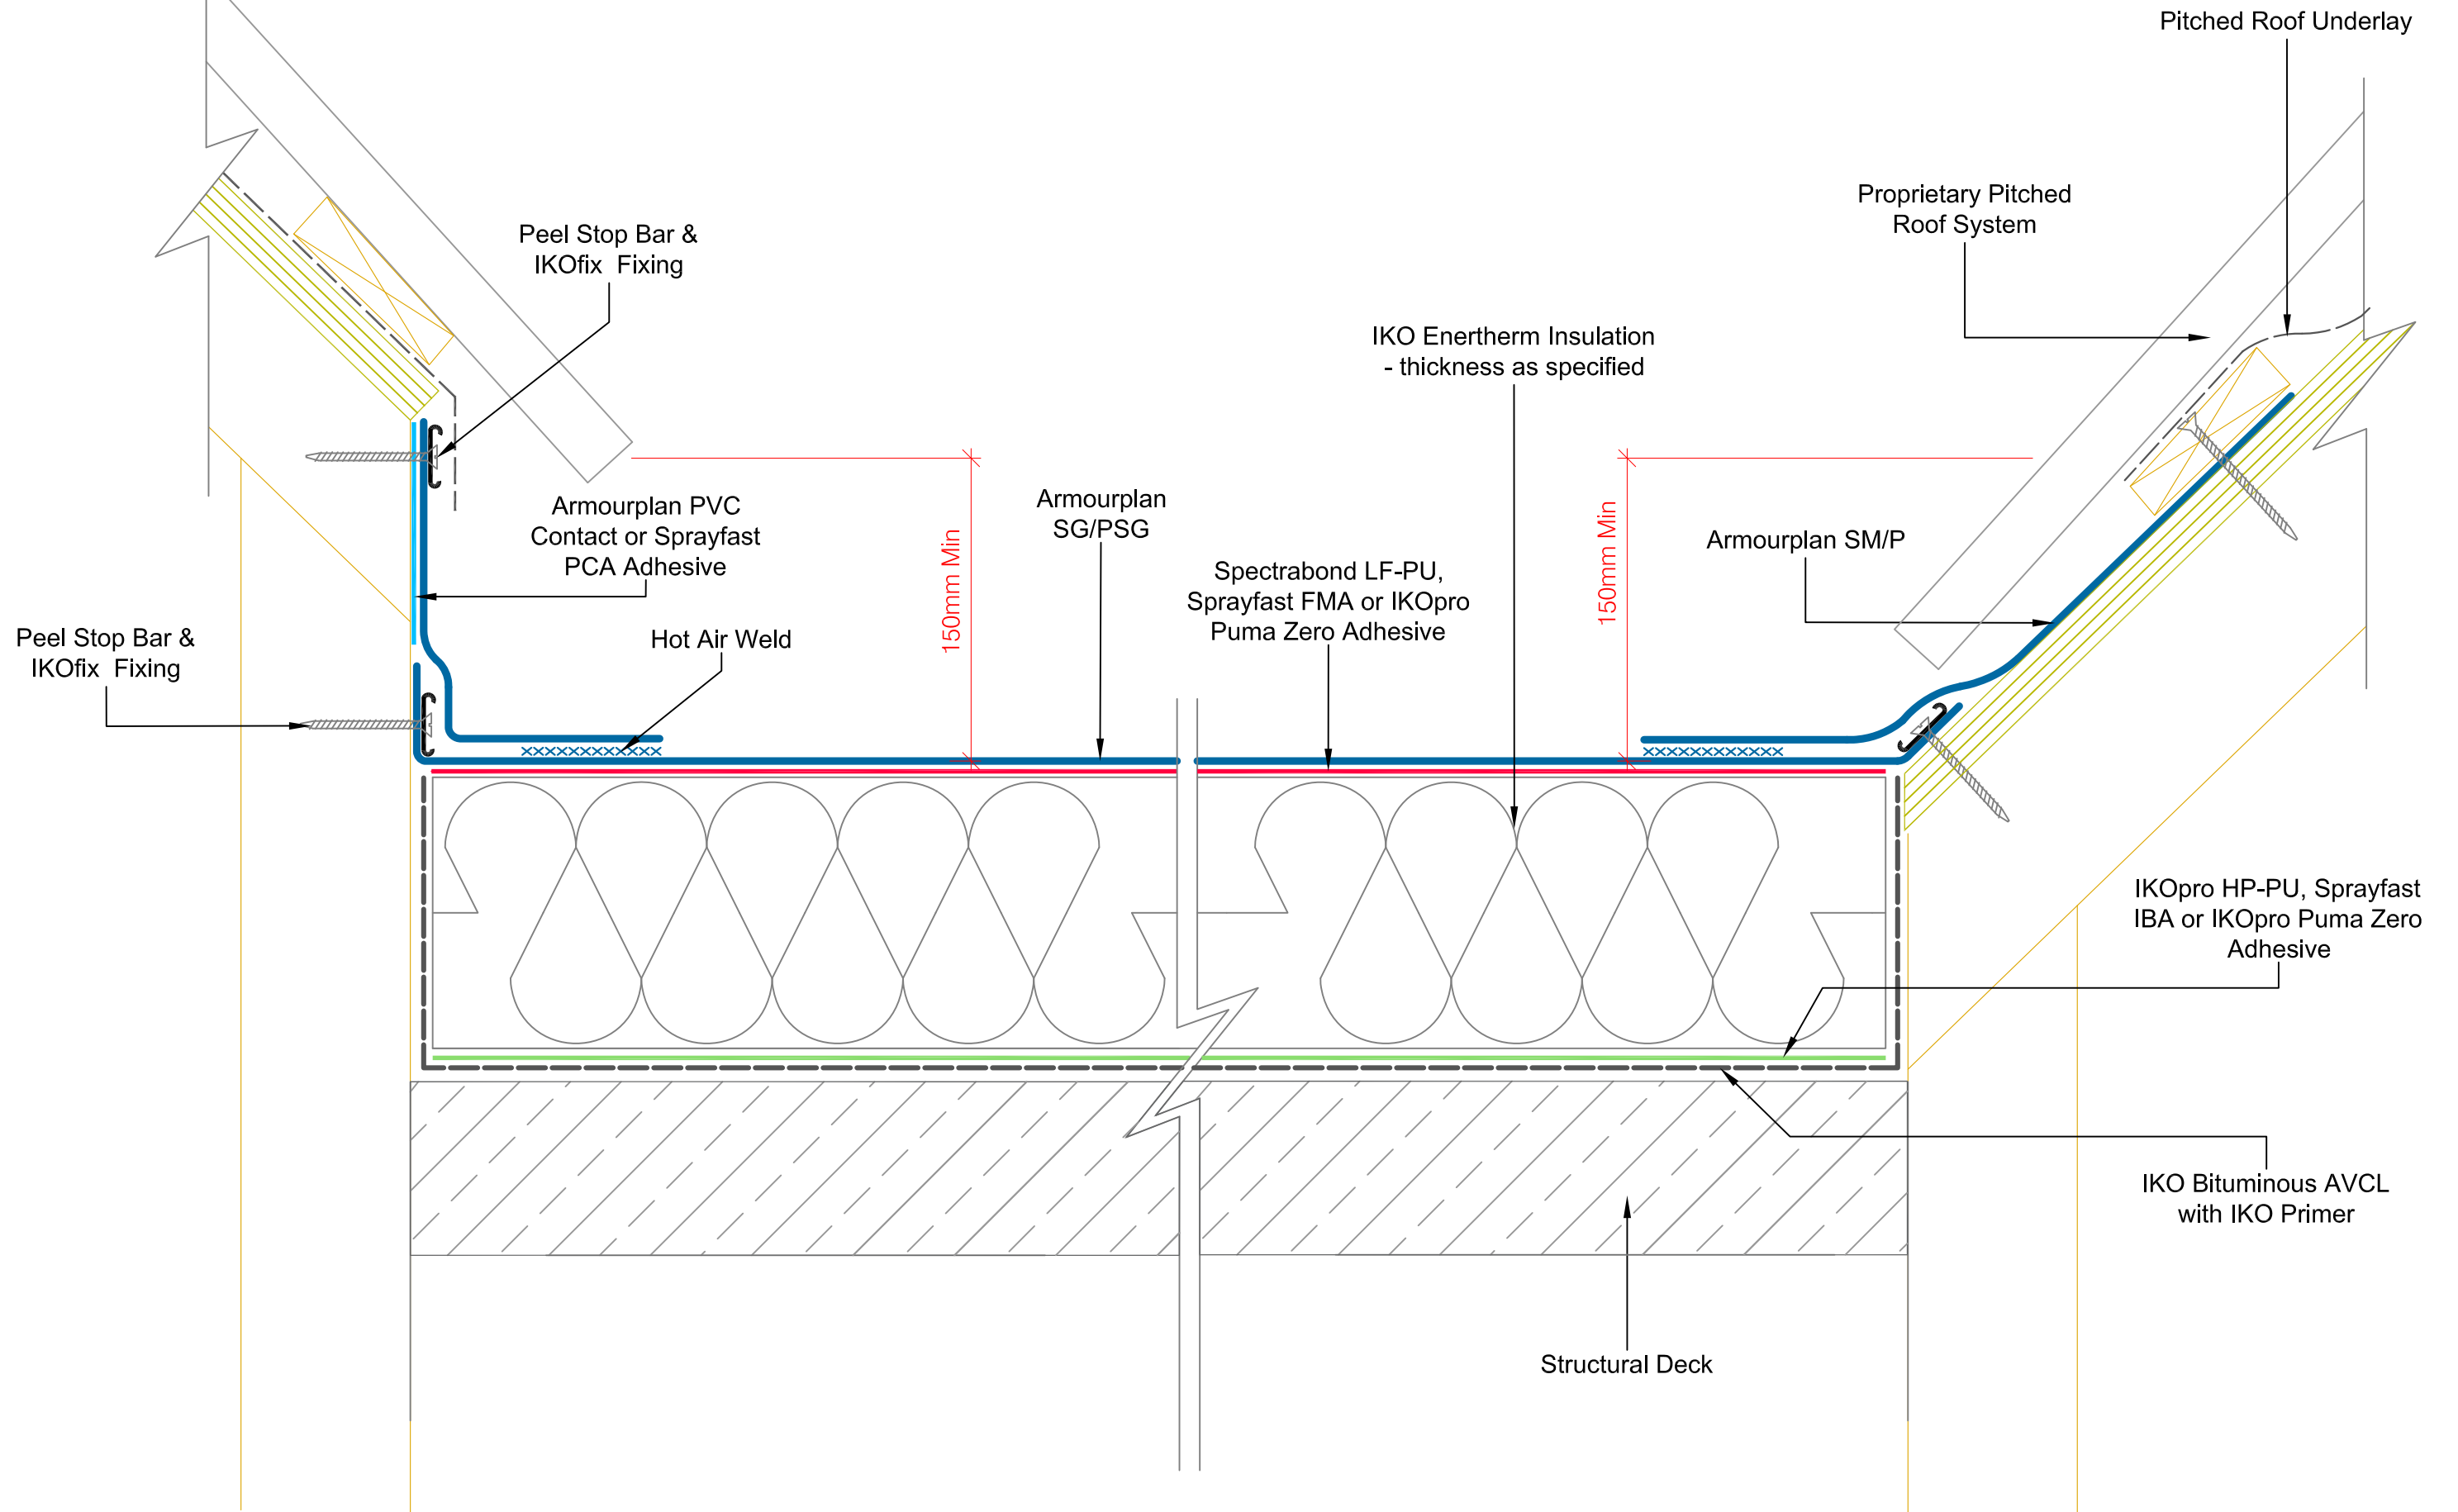 Pitched Roof Underlay
Proprietary Pitched
Roof System
Peel Stop Bar &
IKOfix Fixing
IKO Enertherm Insulation
- thickness as specified
Armourplan PVC
Contact or Sprayfast
PCA Adhesive
Armourplan
SG/PSG
150mm Min
150mm Min
Armourplan SM/P
Spectrabond LF-PU,
Sprayfast FMA or IKOpro
Puma Zero Adhesive
Peel Stop Bar &
IKOfix Fixing
Hot Air Weld
IKOpro HP-PU, Sprayfast
IBA or IKOpro Puma Zero
Adhesive
IKO Bituminous AVCL
with IKO Primer
Structural Deck